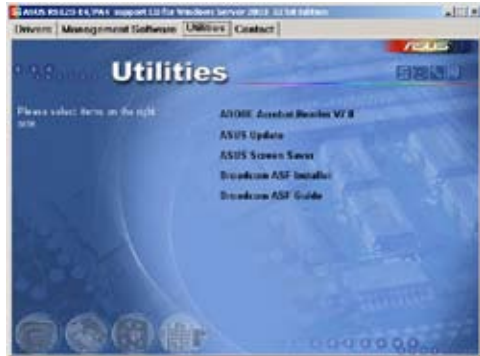 ASUS RS120-E4/PA4 support CD for Windows Server 2003 32 bit Edition
Drivers Management Software Utilities Contact
ASUS
Utilities
Please select items on the right
ADOBE Acrobat Reader V7.0
ASUS Update
ASUS Screen Saver
Broadcom ASF Installer
Broadcom ASF Guide